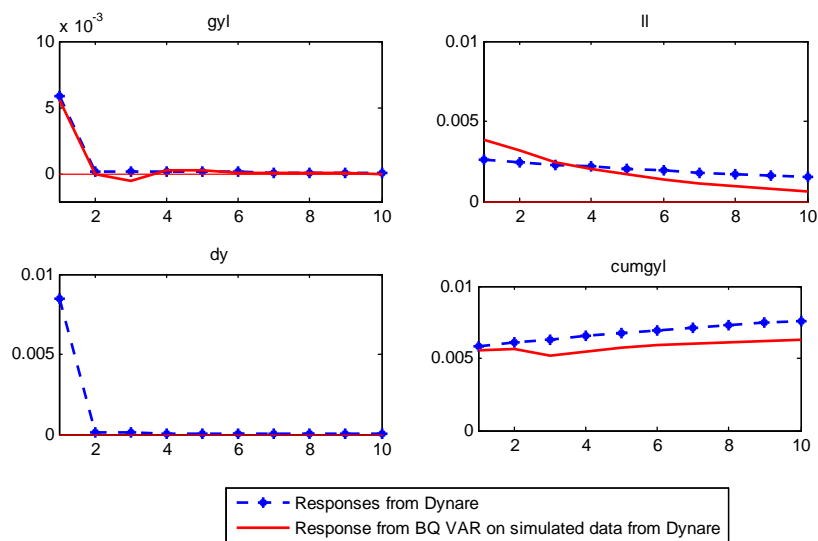 gyl
x 10^-3
10
5
0
2 4 6 8 10
ll
0.01
0.005
0
2 4 6 8 10
dy
0.01
0.005
0
2 4 6 8 10
cumgyl
0.01
0.005
0
2 4 6 8 10
Responses from Dynare
Response from BQ VAR on simulated data from Dynare